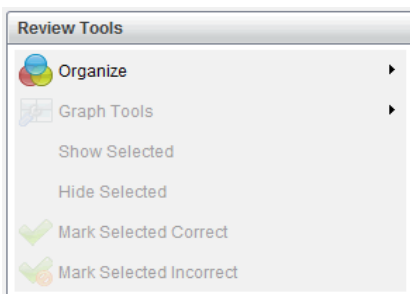 Review Tools
Organize
Graph Tools
Show Selected
Hide Selected
Mark Selected Correct
Mark Selected Incorrect